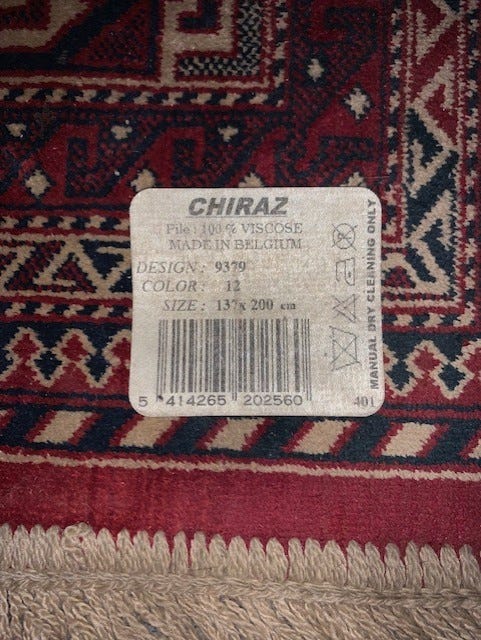 CHIRAZ
Pile : 100 % VISCOSE
MADE IN BELGIUM
DESIGN : 9379
COLOR : 12
SIZE : 137 x 200 cm
5 414265 202560
401
MANUAL DRY CLEANING ONLY